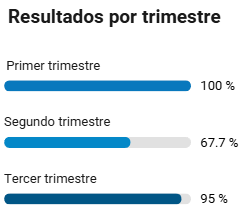 Resultados por trimestre
Primer trimestre
100 %
Segundo trimestre
67.7 %
Tercer trimestre
95 %